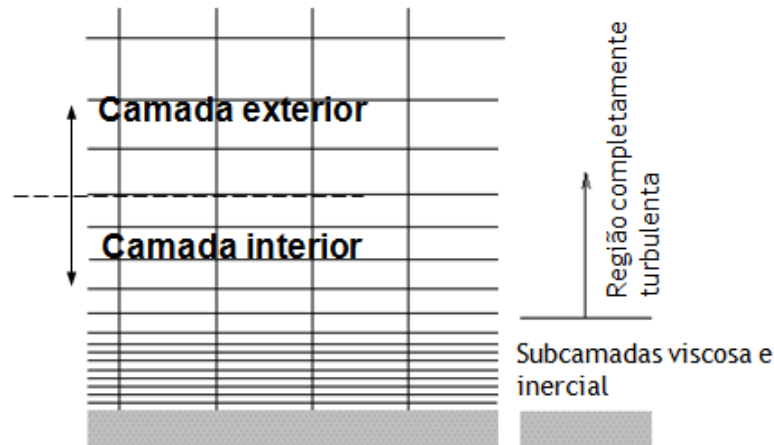 Camada exterior
Camada interior
Região completamente
turbulenta
Subcamadas viscosa e
inercial